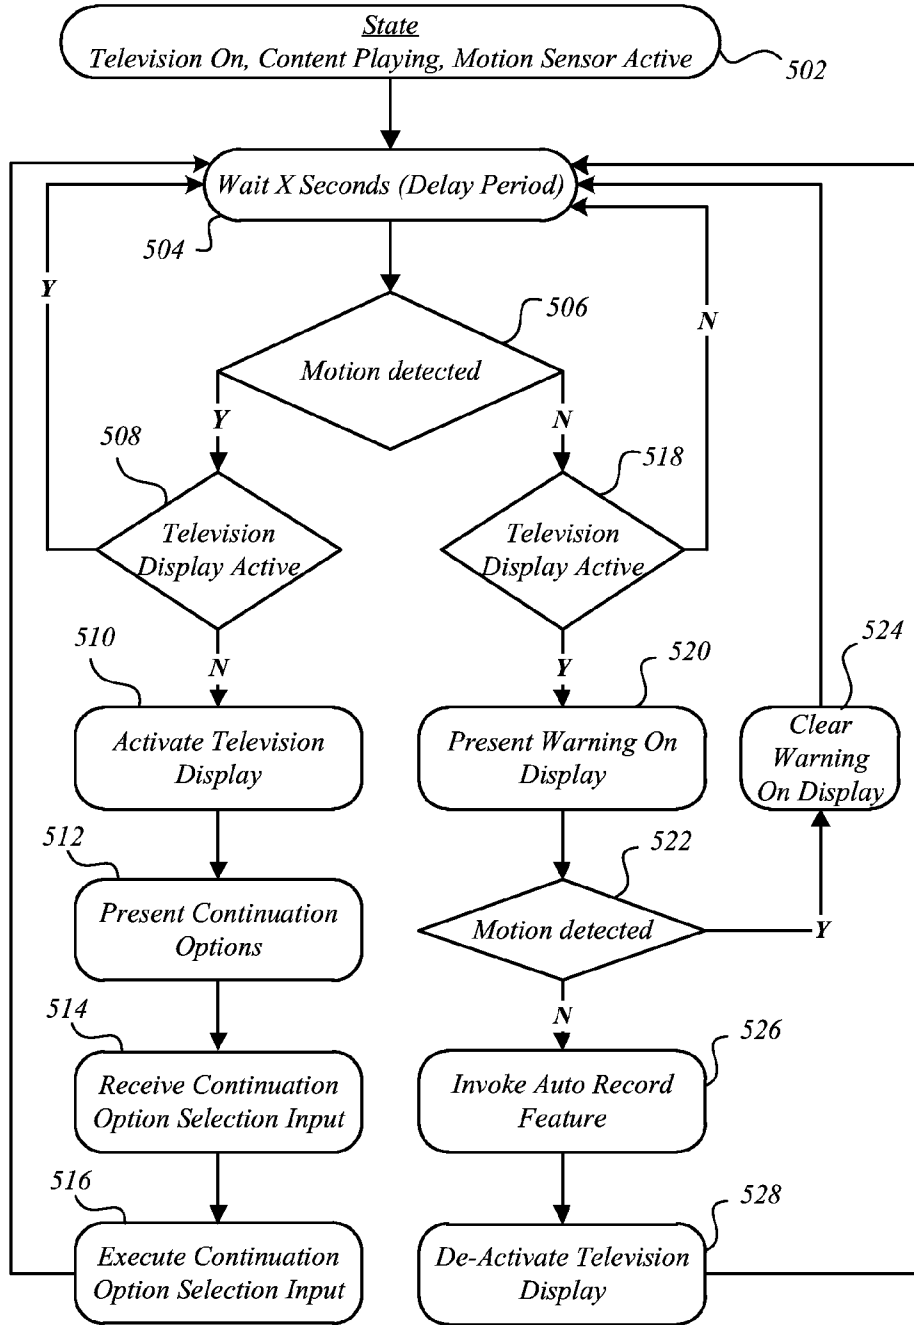 State
Television On, Content Playing, Motion Sensor Active
502
Wait X Seconds (Delay Period)
504
Y
N
506
Motion detected
Y
N
508
518
Television
Display Active
Television
Display Active
510
N
Y
520
524
Activate Television
Display
Present Warning On
Display
Clear
Warning
On Display
512
522
Present Continuation
Options
Motion detected
Y
514
N
526
Receive Continuation
Option Selection Input
Invoke Auto Record
Feature
516
528
Execute Continuation
Option Selection Input
De-Activate Television
Display